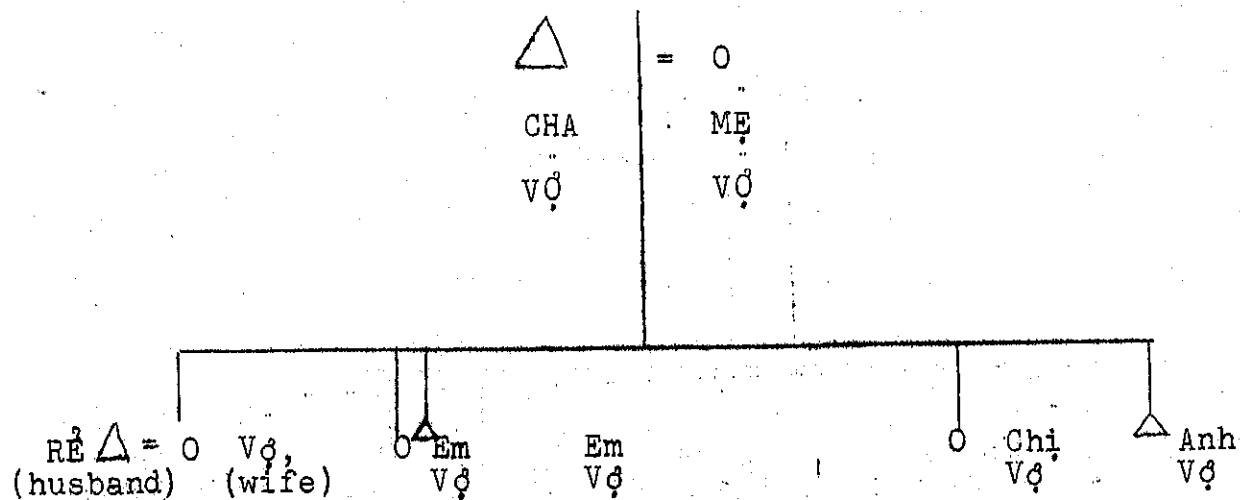 = O
CHA MẸ
VỢ VỢ
RỂ = O Vợ, O Em Em O Chị Anh
(husband) (wife) Vợ Vợ Vợ Vợ